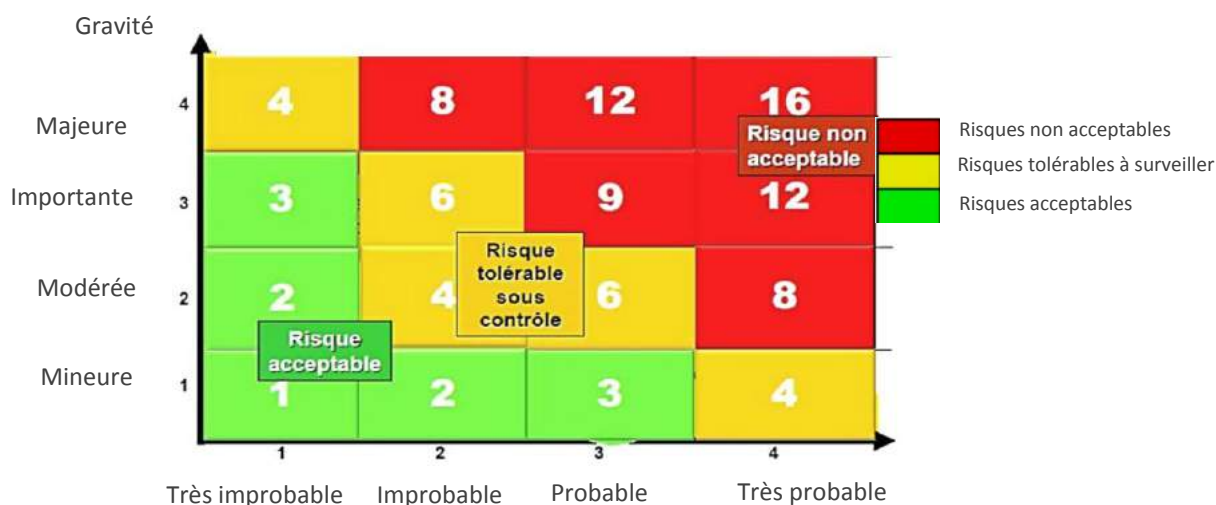 Gravité
Majeure
4
4
8
12
16
Risque non
acceptable
Risques non acceptables
Risques tolérables à surveiller
Risques acceptables
Importante
3
3
6
9
12
Risque
tolérable
sous
contrôle
Modérée
2
2
4
6
8
Risque
acceptable
Mineure
1
1
2
3
4
1
2
3
4
Très improbable
Improbable
Probable
Très probable